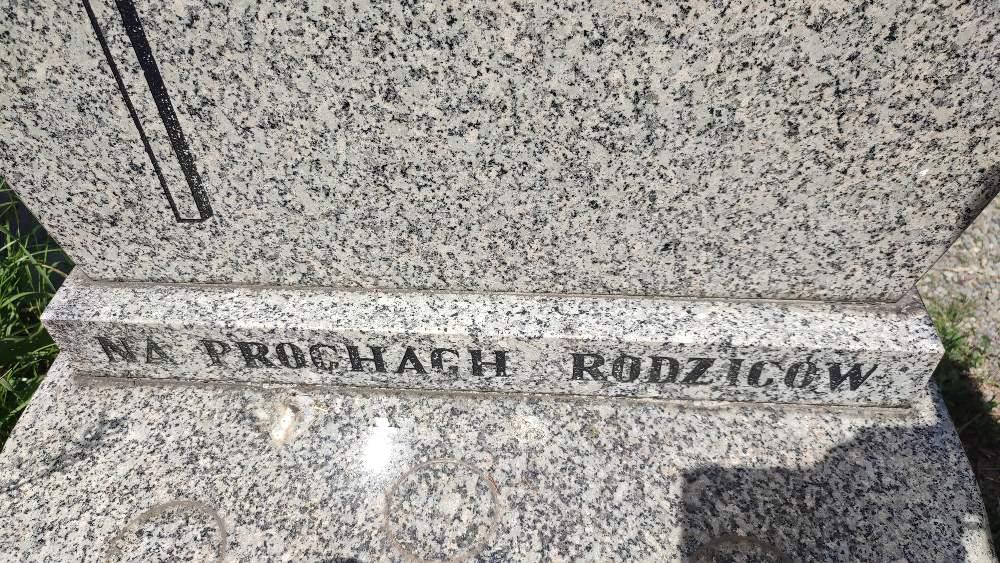 NA PROCHACH RODZICÓW